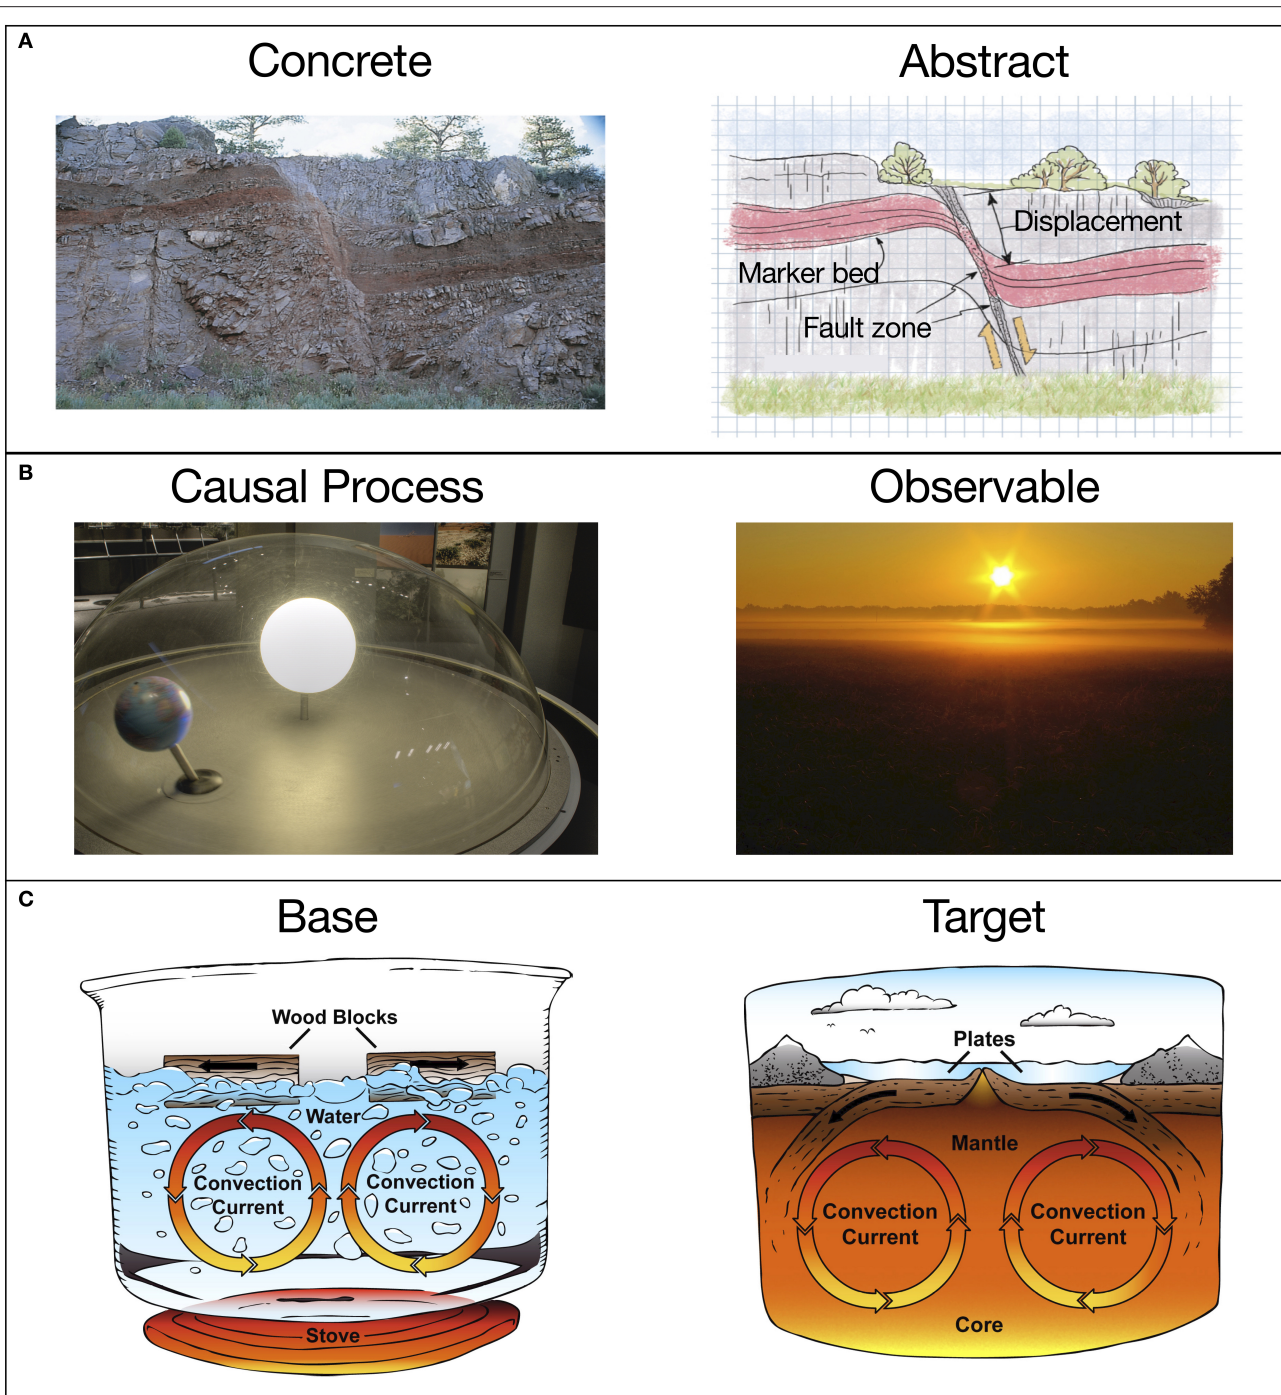 A
Concrete
Abstract
Displacement
Marker bed
Fault zone
B
Causal Process
Observable
C
Base
Target
Wood Blocks
Water
Convection
Current
Convection
Current
Stove
Plates
Mantle
Convection
Current
Convection
Current
Core